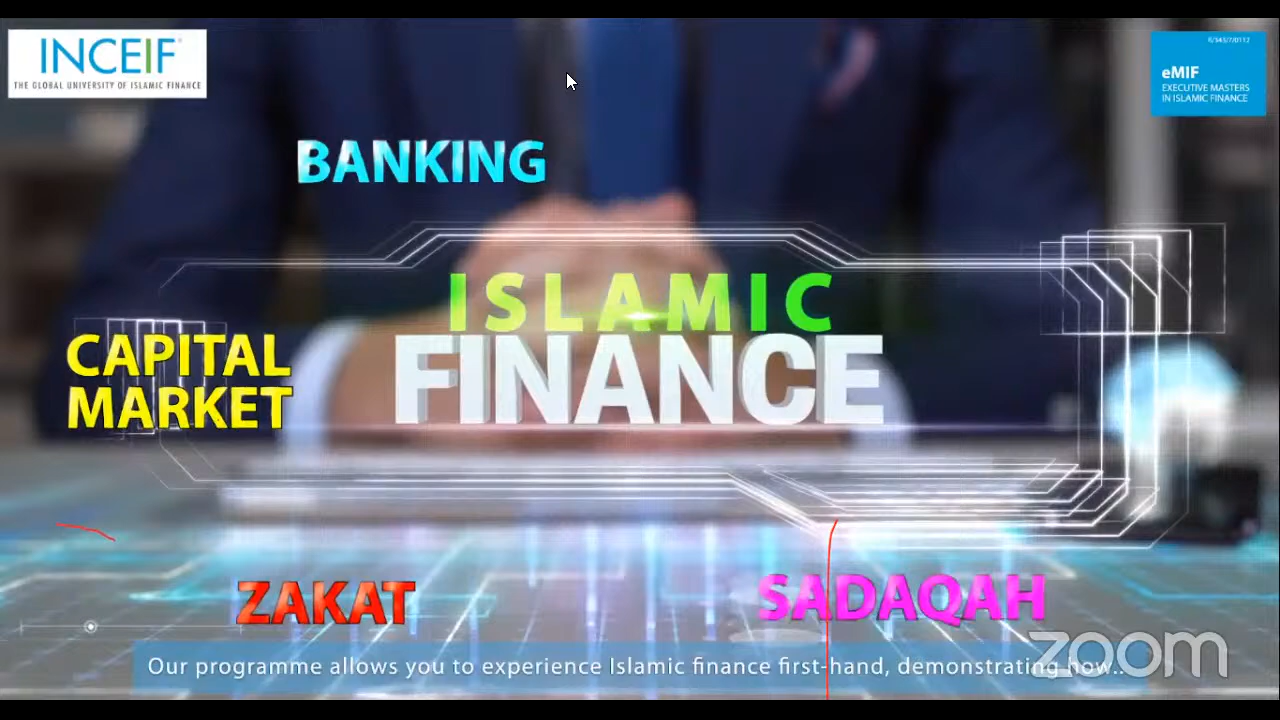 INCEIF
THE GLOBAL UNIVERSITY OF ISLAMIC FINANCE
eMIF
EXECUTIVE MASTERS
IN ISLAMIC FINANCE
BANKING
ISLAMIC
FINANCE
CAPITAL
MARKET
ZAKAT
SADAQAH
Our programme allows you to experience Islamic finance first-hand, demonstrating how..
zoom